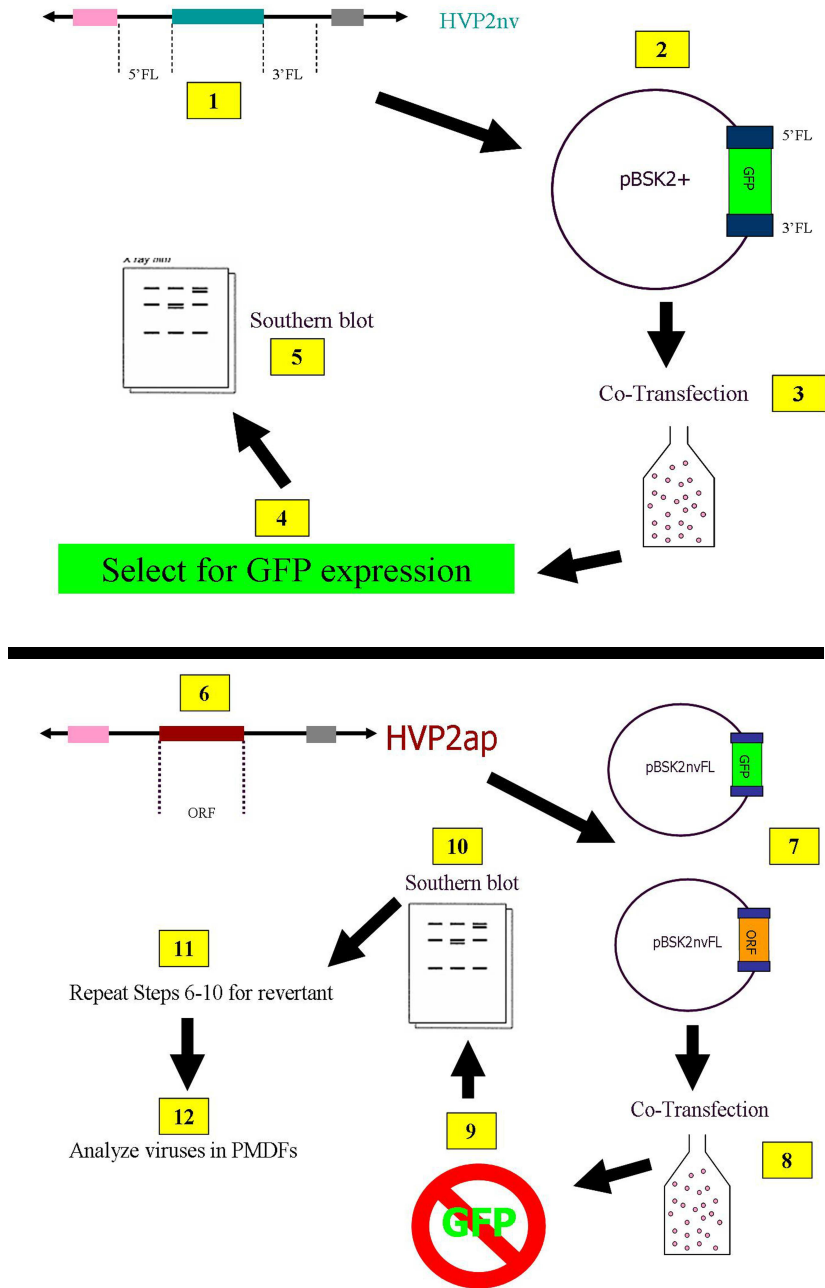 HVP2nv
5'FL
3'FL
1
2
pBSK2+
5'FL
GFP
3'FL
X ray film
Southern blot
5
Co-Transfection
3
4
Select for GFP expression
6
HVP2ap
ORF
pBSK2nvFL
GFP
7
pBSK2nvFL
ORF
10
Southern blot
11
Repeat Steps 6-10 for revertant
12
Analyze viruses in PMDFs
9
GFP
Co-Transfection
8